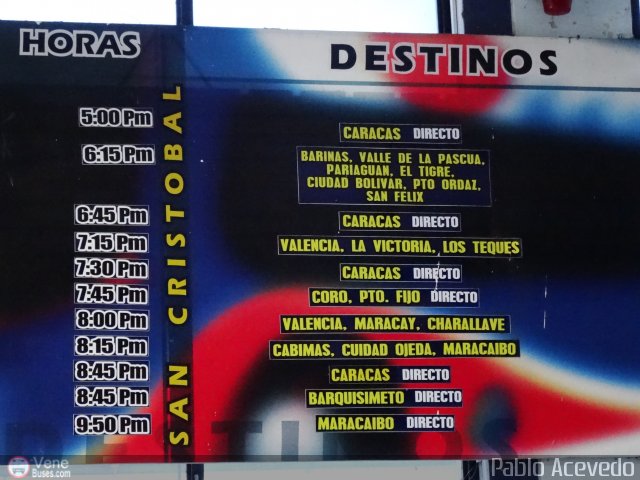 HORAS
DESTINOS
SAN CRISTOBAL
5:00 Pm
CARACAS DIRECTO
6:15 Pm
BARINAS, VALLE DE LA PASCUA,
PARIAGUAN, EL TIGRE,
CIUDAD BOLIVAR, PTO ORDAZ,
SAN FELIX
6:45 Pm
CARACAS DIRECTO
7:15 Pm
VALENCIA, LA VICTORIA, LOS TEQUES
7:30 Pm
CARACAS DIRECTO
7:45 Pm
CORO, PTO. FIJO DIRECTO
8:00 Pm
VALENCIA, MARACAY, CHARALLAVE
8:15 Pm
CABIMAS, CUIDAD OJEDA, MARACAIBO
8:45 Pm
CARACAS DIRECTO
8:45 Pm
BARQUISIMETO DIRECTO
9:50 Pm
MARACAIBO DIRECTO
Vene
Buses.com
Pablo Acevedo